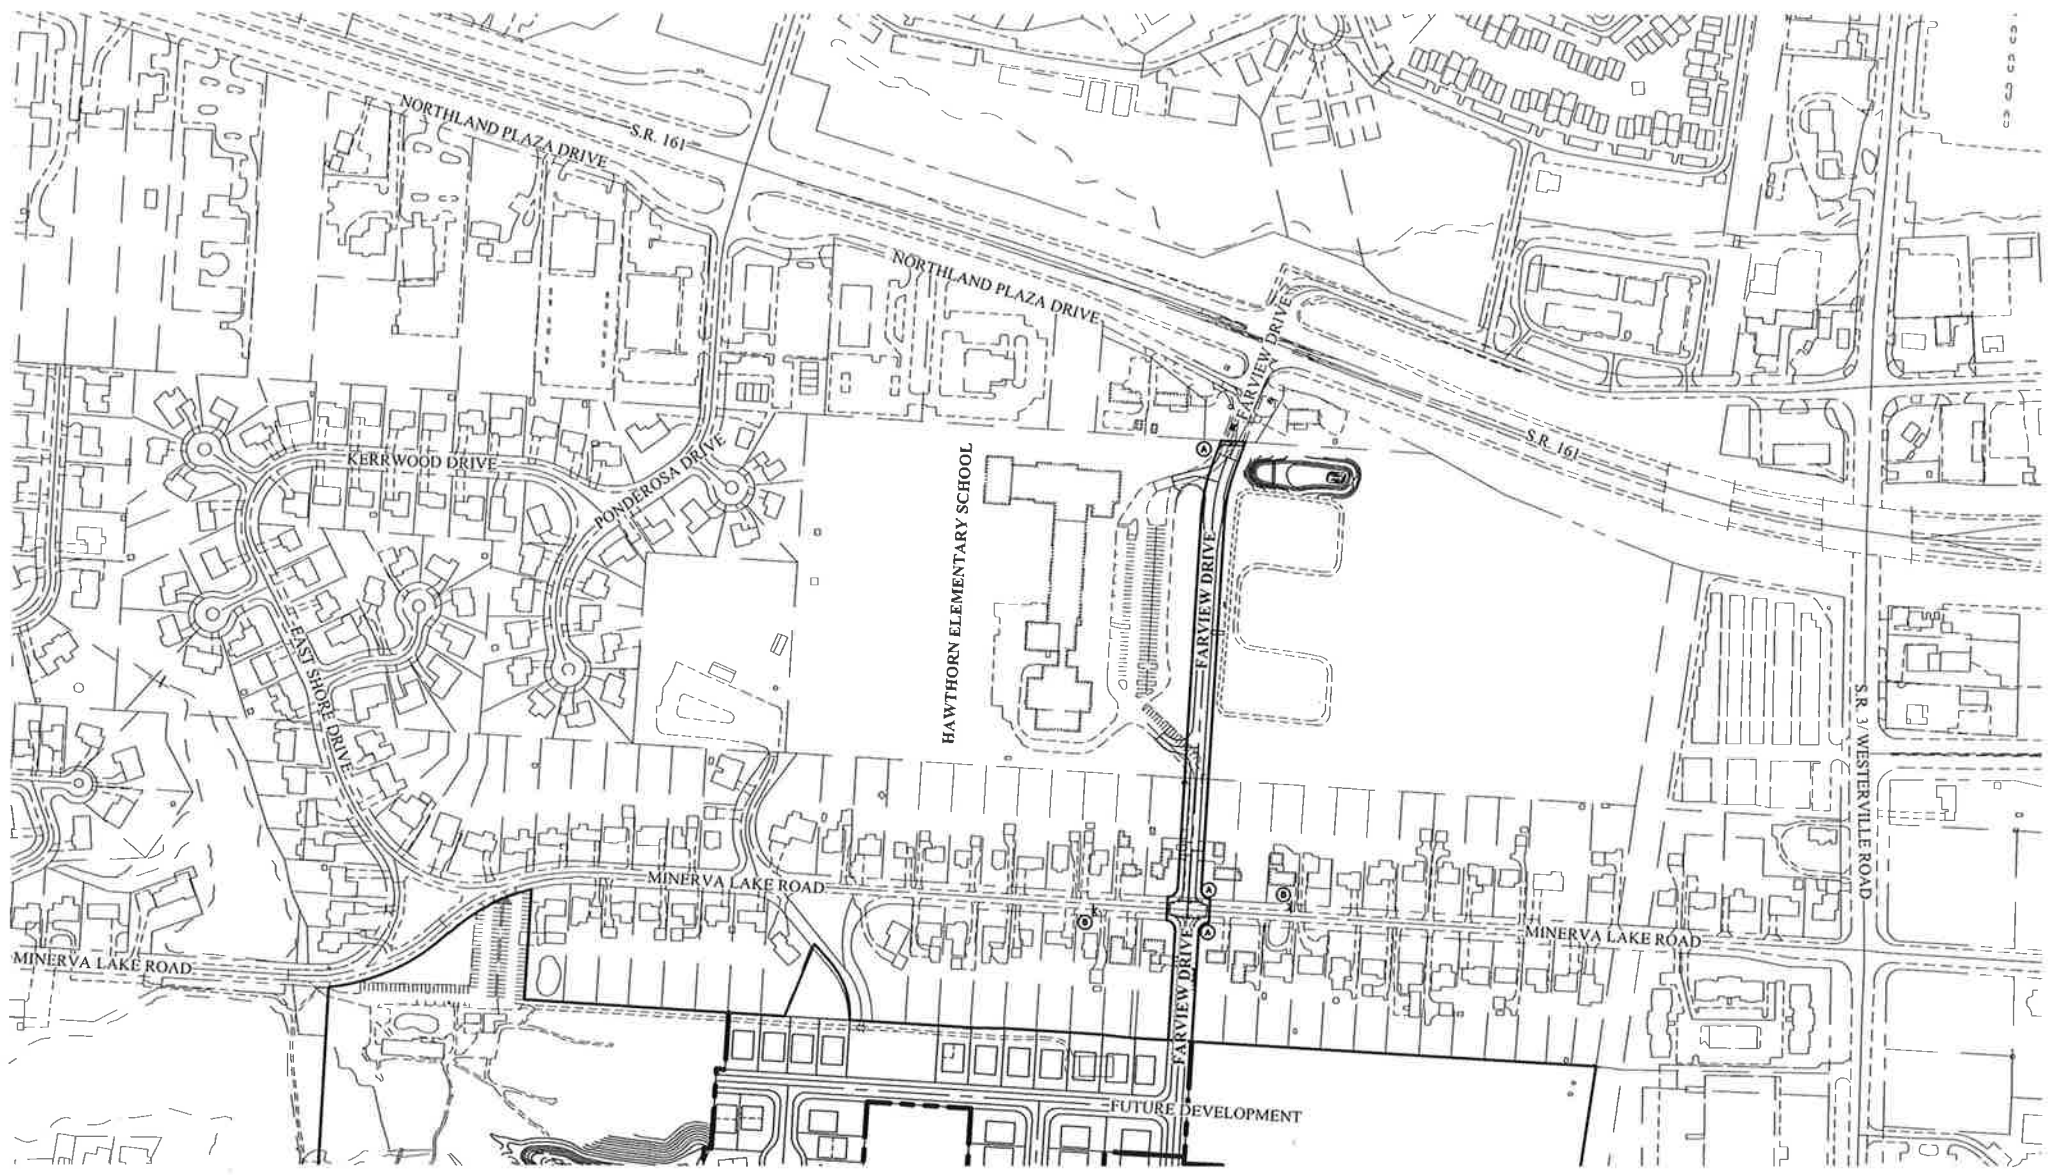 NORTHLAND PLAZA DRIVE
S.R. 161
NORTHLAND PLAZA DRIVE
FARVIEW DRIVE
FARVIEW DRIVE
S.R. 161
KERRWOOD DRIVE
PONDEROSA DRIVE
HAWTHORN ELEMENTARY SCHOOL
A
FARVIEW DRIVE
EAST SHORE DRIVE
S.R. 3/ WESTERVILLE ROAD
MINERVA LAKE ROAD
A
B
B
A
MINERVA LAKE ROAD
MINERVA LAKE ROAD
FARVIEW DRIVE
FUTURE DEVELOPMENT